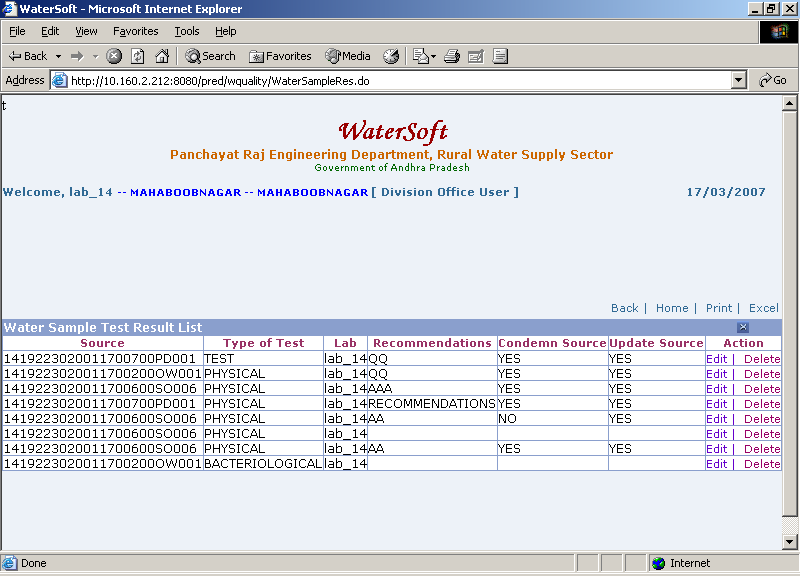 WaterSoft - Microsoft Internet Explorer
File Edit View Favorites Tools Help
Back Search Favorites Media
Address http://10.160.2.212:8080/pred/wquality/WaterSampleRes.do Go
t
WaterSoft
Panchayat Raj Engineering Department, Rural Water Supply Sector
Government of Andhra Pradesh
Welcome, lab_14 -- MAHABOOBNAGAR -- MAHABOOBNAGAR [ Division Office User ] 17/03/2007
Back | Home | Print | Excel
Water Sample Test Result List
Source Type of Test Lab Recommendations Condemn Source Update Source Action
1419223020011700700PD001 TEST lab_14 QQ YES YES Edit | Delete
1419223020011700200OW001 PHYSICAL lab_14 QQ YES YES Edit | Delete
1419223020011700600SO006 PHYSICAL lab_14 AAA YES YES Edit | Delete
1419223020011700700PD001 PHYSICAL lab_14 RECOMMENDATIONS YES YES Edit | Delete
1419223020011700600SO006 PHYSICAL lab_14 AA NO YES Edit | Delete
1419223020011700600SO006 PHYSICAL lab_14 Edit | Delete
1419223020011700600SO006 PHYSICAL lab_14 AA YES YES Edit | Delete
1419223020011700200OW001 BACTERIOLOGICAL lab_14 Edit | Delete
Done Internet